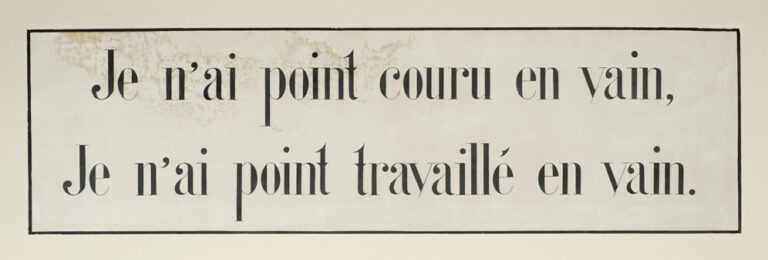 Je n'ai point couru en vain,
Je n'ai point travaillé en vain.